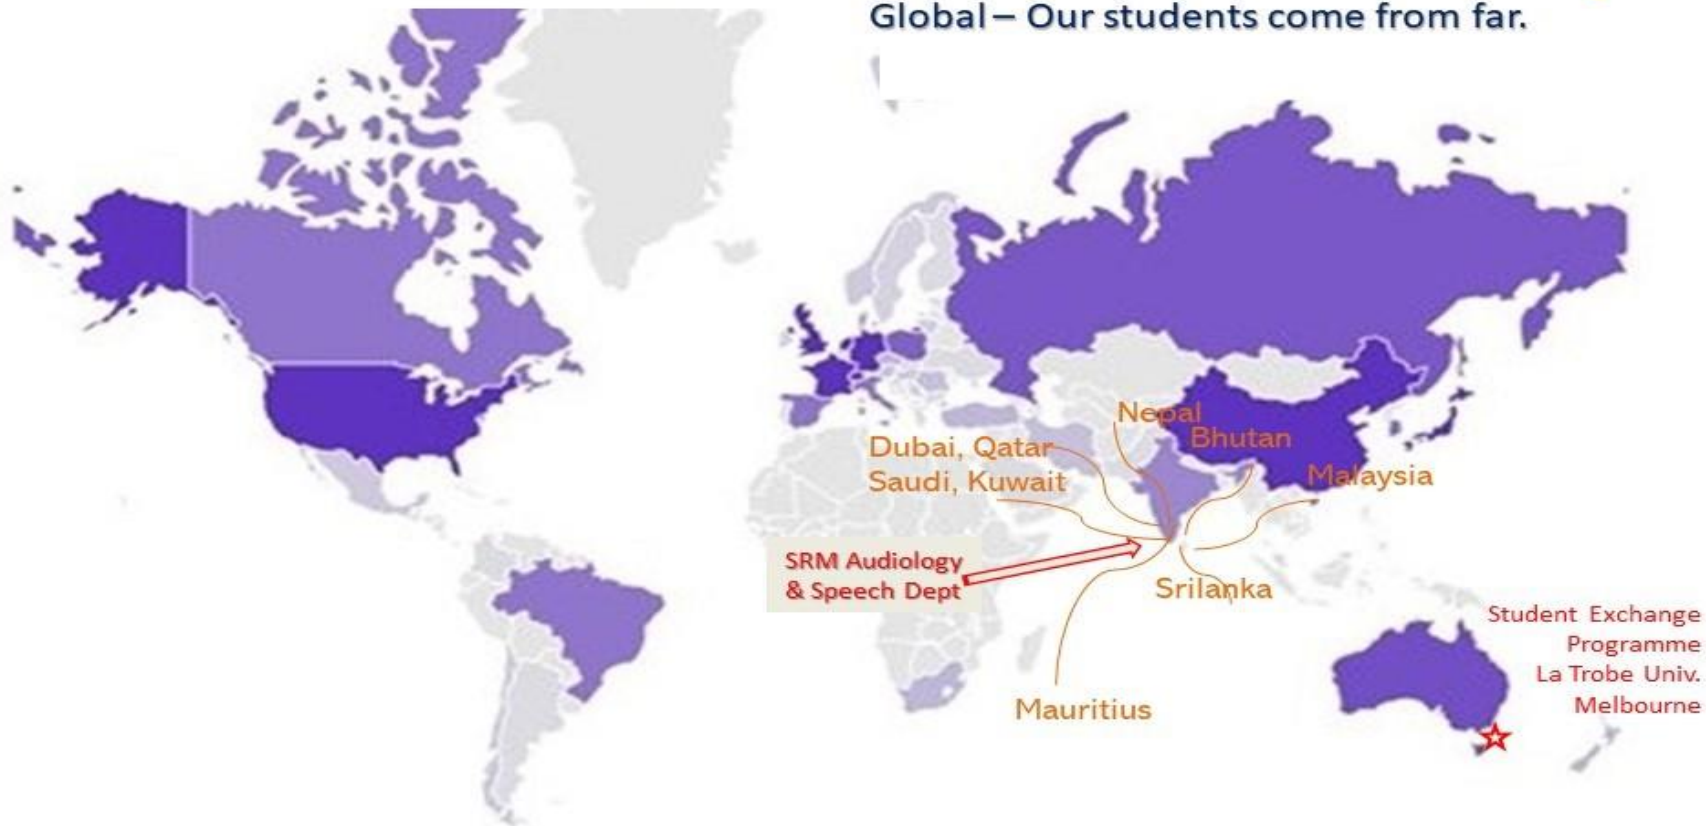 Global – Our students come from far.
Nepal
Bhutan
Dubai, Qatar
Saudi, Kuwait
Malaysia
SRM Audiology
& Speech Dept
Srilanka
Mauritius
Student Exchange
Programme
La Trobe Univ.
Melbourne